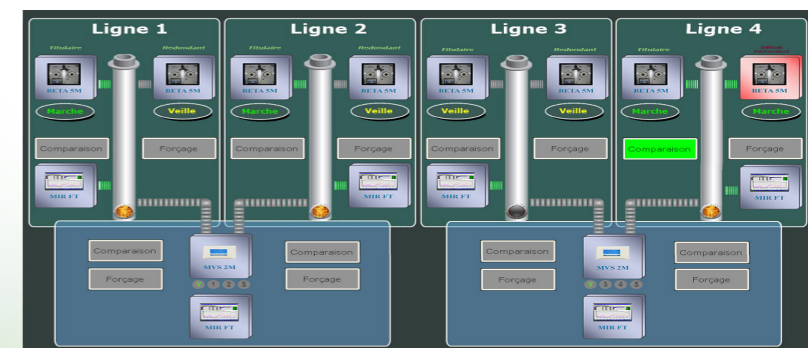 Ligne 1
Ligne 2
Ligne 3
Ligne 4
Titulaire
Redondant
Titulaire
Redondant
Titulaire
Redondant
Titulaire
BETA 5M
BETA 5M
BETA 5M
BETA 5M
BETA 5M
BETA 5M
BETA 5M
BETA 5M
Marche
Veille
Marche
Veille
Veille
Veille
Marche
Marche
Comparaison
Forçage
Comparaison
Forçage
Comparaison
Forçage
Comparaison
Forçage
MIR FT
MIR FT
MIR FT
MIR FT
Comparaison
Comparaison
Comparaison
Comparaison
MVS 2M
MVS 2M
Forçage
Forçage
Forçage
Forçage
MIR FT
MIR FT